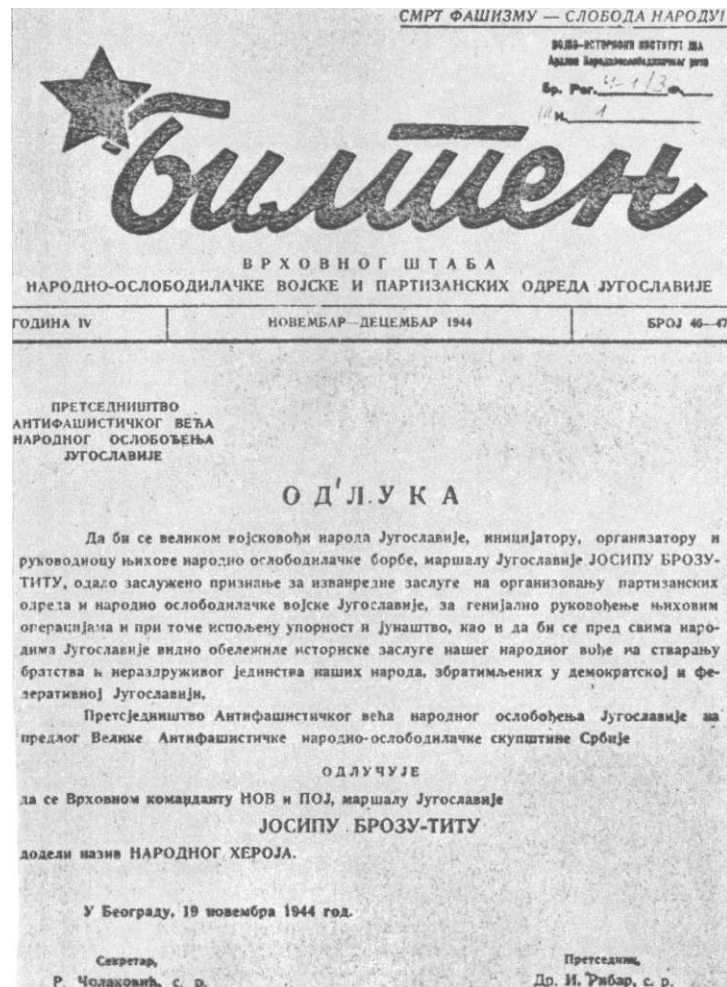 СМРТ ФАШИЗМУ — СЛОБОДА НАРОДУ!
Бр. Рег.
1
Билтен
ВРХОВНОГ ШТАБА
НАРОДНО-ОСЛОБОДИЛАЧКЕ ВОЈСКЕ И ПАРТИЗАНСКИХ ОДРЕДА ЈУГОСЛАВИЈЕ
ГОДИНА IV НОВЕМБАР—ДЕЦЕМБАР 1944 БРОЈ 46—47
ПРЕТСЕДНИШТВО
АНТИФАШИСТИЧКОГ ВЕЋА
НАРОДНОГ ОСЛОБОЂЕЊА
ЈУГОСЛАВИЈЕ
ОДЛУКА
Да би се великом војсковођи народа Југославије, иницијатору, организатору и
руководиоцу њихове народно ослободилачке борбе, маршалу Југославије ЈОСИПУ БРОЗУ-
ТИТУ, одало заслужено признање за изванредне заслуге на организовању партизанских
одреда и народно ослободилачке војске Југославије, за генијално руковођење њиховим
операцијама и при томе испољену упорност и јунаштво, као и да би се пред свима наро-
дима Југославије видно обележиле историске заслуге нашег народног вође на стварању
братства и нераздруживог јединства наших народа, збратимљених у демократској и фе-
деративној Југославији,
Претсједништво Антифашистичког већа народног ослобођења Југославије на
предлог Велике Антифашистичке народно-ослободилачке скупштине Србије
ОДЛУЧУЈЕ
да се Врховном команданту НОВ и ПОЈ, маршалу Југославије
ЈОСИПУ БРОЗУ-ТИТУ
додели назив НАРОДНОГ ХЕРОЈА.
У Београду, 19 новембра 1944 год.
Секретар, Претседник,
Р. Чолаковић, с. р. Др. И. Рибар, с. р.